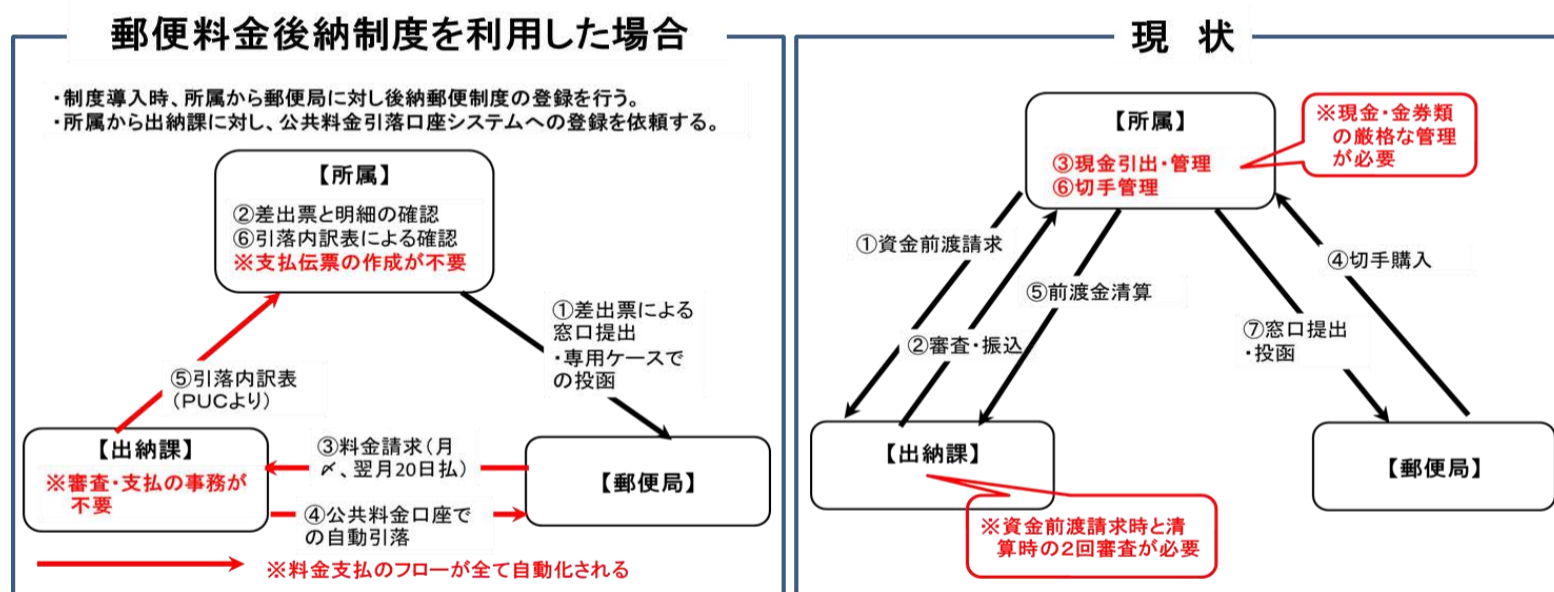 郵便料金後納制度を利用した場合
・制度導入時、所属から郵便局に対し後納郵便制度の登録を行う。
・所属から出納課に対し、公共料金引落口座システムへの登録を依頼する。
【所属】
②差出票と明細の確認
⑥引落内訳表による確認
※支払伝票の作成が不要
①差出票による
窓口提出
・専用ケースで
の投函
⑤引落内訳表
(PUCより)
【出納課】
※審査・支払の事務が
不要
③料金請求(月
〆、翌月20日払)
④公共料金口座で
の自動引落
【郵便局】
※料金支払のフローが全て自動化される
現 状
【所属】
③現金引出・管理
⑥切手管理
※現金・金券類
の厳格な管理
が必要
①資金前渡請求
②審査・振込
⑤前渡金清算
④切手購入
⑦窓口提出
・投函
【出納課】
※資金前渡請求時と清
算時の2回審査が必要
【郵便局】